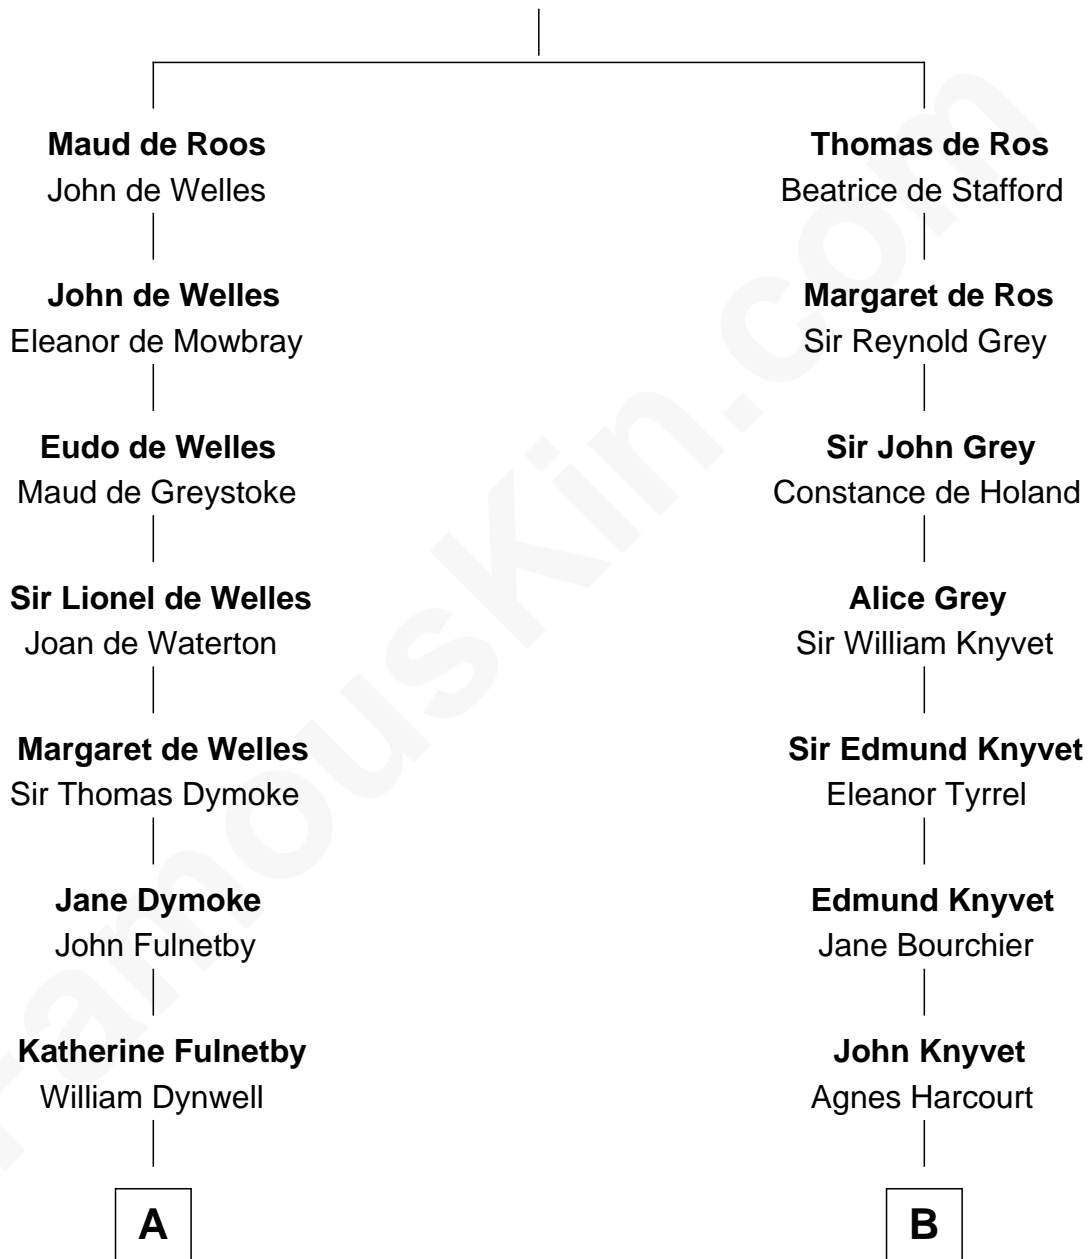 Maud de Roos
John de Welles
John de Welles
Eleanor de Mowbray
Eudo de Welles
Maud de Greystoke
Sir Lionel de Welles
Joan de Waterton
Margaret de Welles
Sir Thomas Dymoke
Jane Dymoke
John Fulnetby
Katherine Fulnetby
William Dynwell
A
Thomas de Ros
Beatrice de Stafford
Margaret de Ros
Sir Reynold Grey
Sir John Grey
Constance de Holand
Alice Grey
Sir William Knyvet
Sir Edmund Knyvet
Eleanor Tyrrel
Edmund Knyvet
Jane Bourchier
John Knyvet
Agnes Harcourt
B
FamousKin.com